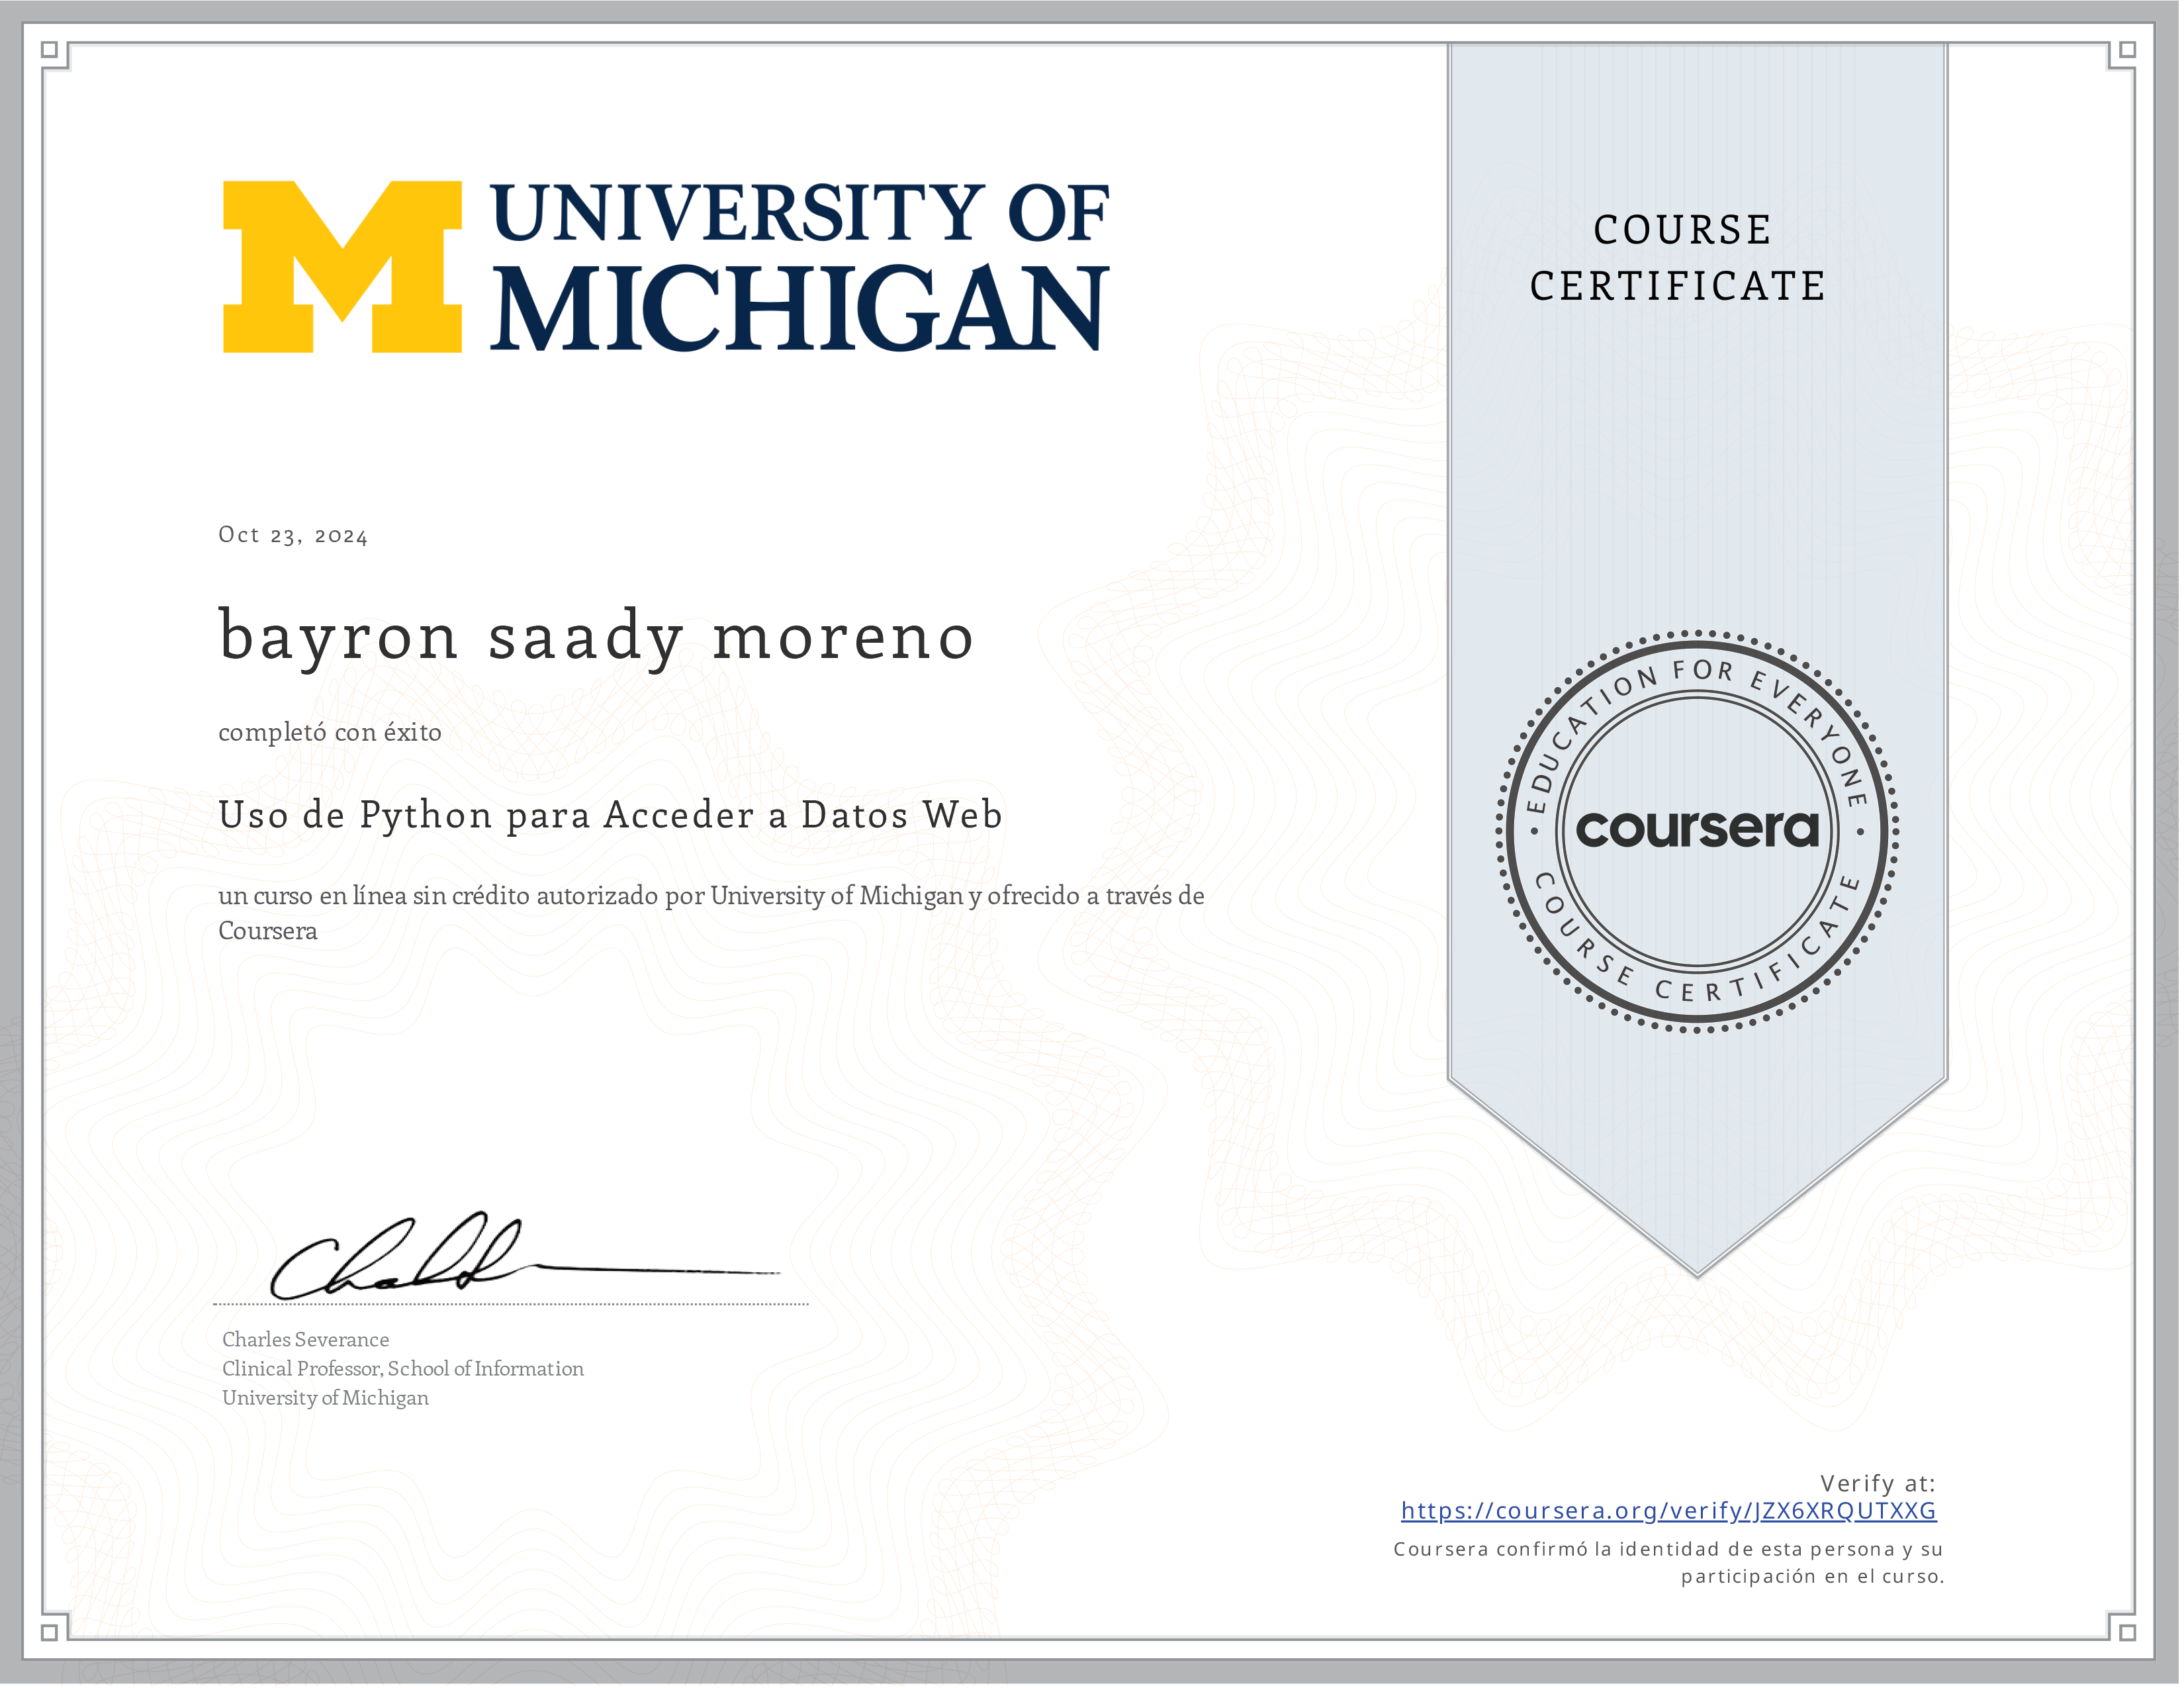 UNIVERSITY OF
MICHIGAN
COURSE
CERTIFICATE
Oct 23, 2024
bayron saady moreno
completó con éxito
Uso de Python para Acceder a Datos Web
un curso en línea sin crédito autorizado por University of Michigan y ofrecido a través de
Coursera
EDUCATION FOR EVERYONE
coursera
COURSE CERTIFICATE
Charles Severance
Clinical Professor, School of Information
University of Michigan
Verify at:
https://coursera.org/verify/JZX6XRQUTXXG
Coursera confirmó la identidad de esta persona y su
participación en el curso.